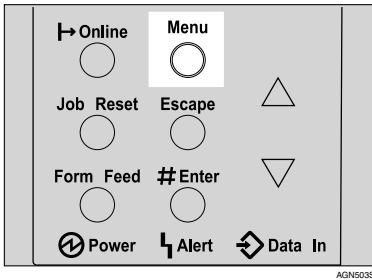 Online Menu
Job Reset Escape
Form Feed # Enter
Power Alert Data In
AGN503S